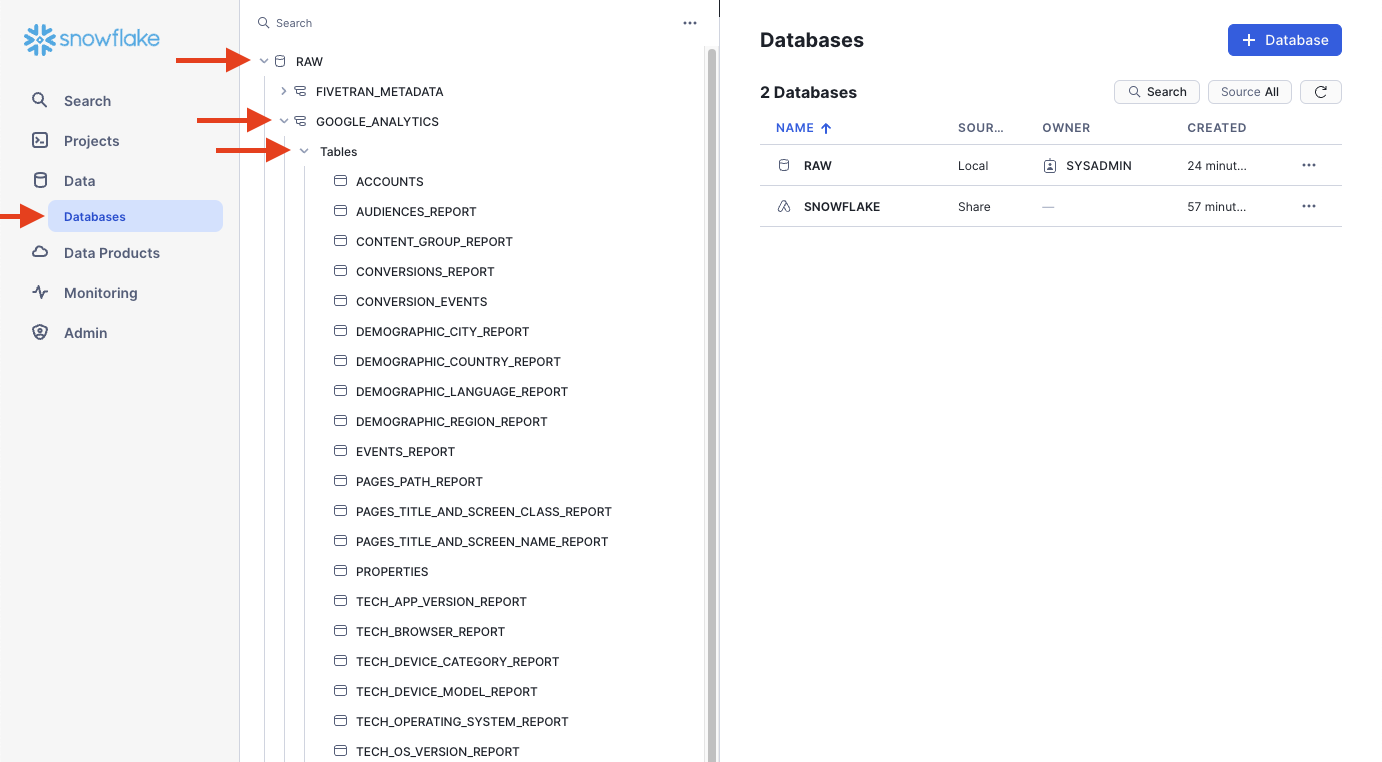 snowflake
Search
Projects
Data
Databases
Data Products
Monitoring
Admin
Search
RAW
FIVETRAN_METADATA
GOOGLE_ANALYTICS
Tables
ACCOUNTS
AUDIENCES_REPORT
CONTENT_GROUP_REPORT
CONVERSIONS_REPORT
CONVERSION_EVENTS
DEMOGRAPHIC_CITY_REPORT
DEMOGRAPHIC_COUNTRY_REPORT
DEMOGRAPHIC_LANGUAGE_REPORT
DEMOGRAPHIC_REGION_REPORT
EVENTS_REPORT
PAGES_PATH_REPORT
PAGES_TITLE_AND_SCREEN_CLASS_REPORT
PAGES_TITLE_AND_SCREEN_NAME_REPORT
PROPERTIES
TECH_APP_VERSION_REPORT
TECH_BROWSER_REPORT
TECH_DEVICE_CATEGORY_REPORT
TECH_DEVICE_MODEL_REPORT
TECH_OPERATING_SYSTEM_REPORT
TECH_OS_VERSION_REPORT
Databases
+ Database
2 Databases
Search
Source All
NAME SOUR... OWNER CREATED
RAW Local SYSADMIN 24 minut... ...
SNOWFLAKE Share — 57 minut... ...